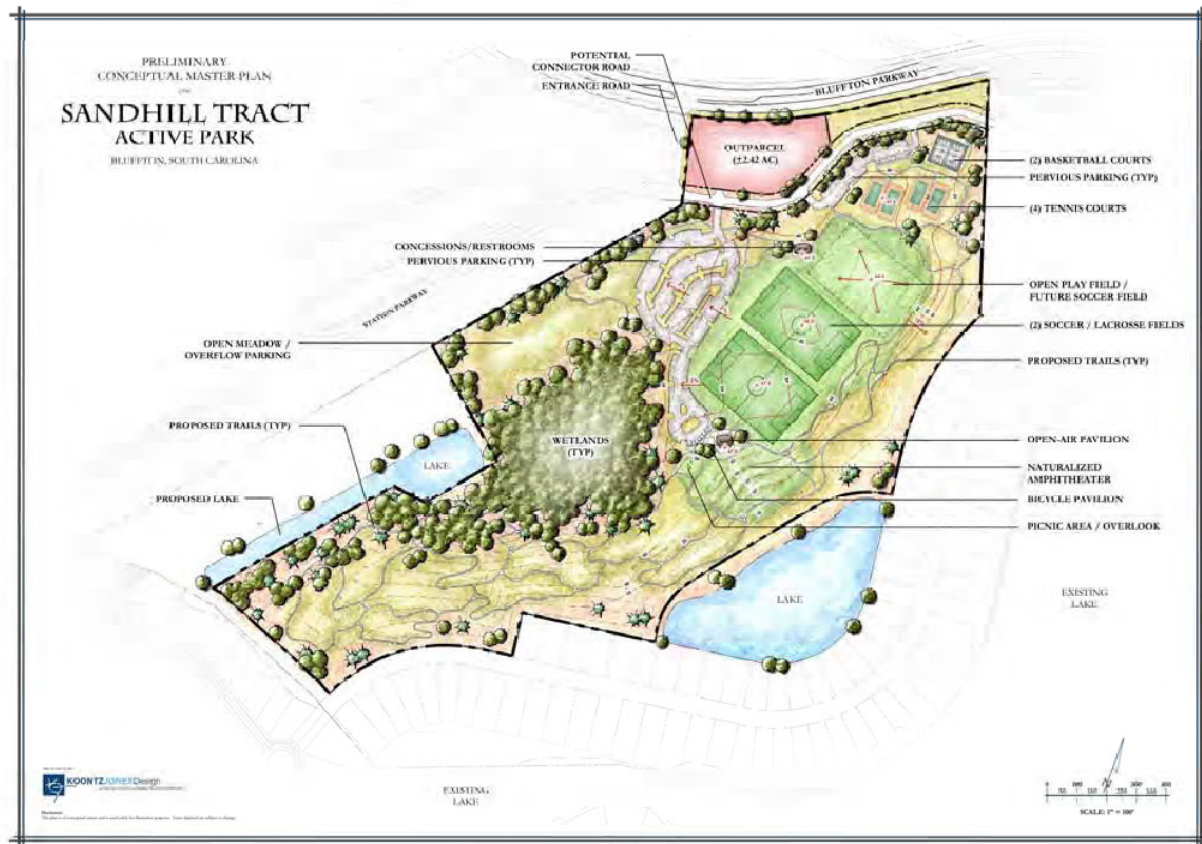 PRELIMINARY
CONCEPTUAL MASTER PLAN
SANDHILL TRACT
ACTIVE PARK
BLUFFTON, SOUTH CAROLINA
POTENTIAL
CONNECTOR ROAD
ENTRANCE ROAD
BLUFFTON PARKWAY
OUTPARCEL
(±2.42 AC)
(2) BASKETBALL COURTS
PERVIOUS PARKING (TYP)
(4) TENNIS COURTS
CONCESSIONS/RESTROOMS
PERVIOUS PARKING (TYP)
OPEN PLAY FIELD /
FUTURE SOCCER FIELD
STATION PARKWAY
(2) SOCCER / LACROSSE FIELDS
OPEN MEADOW /
OVERFLOW PARKING
PROPOSED TRAILS (TYP)
PROPOSED TRAILS (TYP)
WETLANDS
(TYP)
OPEN-AIR PAVILION
LAKE
NATURALIZED
AMPHITHEATER
PROPOSED LAKE
BICYCLE PAVILION
PICNIC AREA / OVERLOOK
LAKE
EXISTING
LAKE
KOONTZJONES Design
EXISTING
LAKE
N
0 100 200
SCALE: 1" = 100'